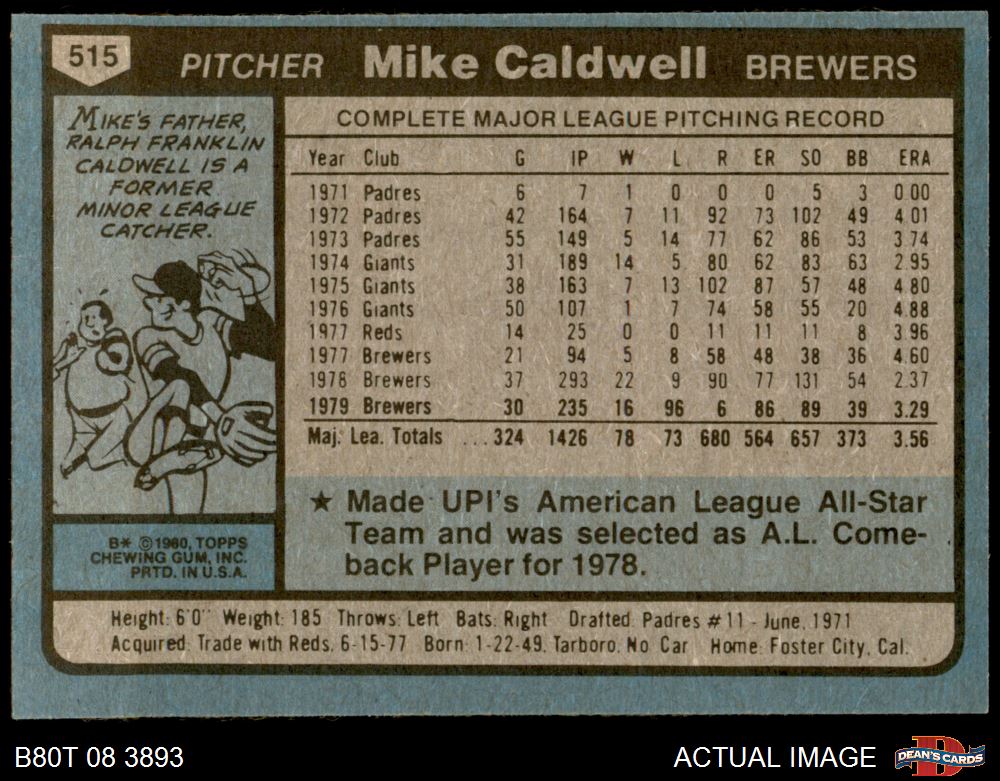 515 PITCHER Mike Caldwell BREWERS
MIKE'S FATHER,
RALPH FRANKLIN
CALDWELL IS A
FORMER
MINOR LEAGUE
CATCHER.
B* ©1980, TOPPS
CHEWING GUM, INC.
PRTD. IN U.S.A.
COMPLETE MAJOR LEAGUE PITCHING RECORD
Year Club G IP W L R ER SO BB ERA
1971 Padres 6 7 1 0 0 0 5 3 0.00
1972 Padres 42 164 7 11 92 73 102 49 4.01
1973 Padres 55 149 5 14 77 62 86 53 3.74
1974 Giants 31 189 14 5 80 62 83 63 2.95
1975 Giants 38 163 7 13 102 87 57 48 4.80
1976 Giants 50 107 1 7 74 58 55 20 4.88
1977 Reds 14 25 0 0 11 11 11 8 3.96
1977 Brewers 21 94 5 8 58 48 38 36 4.60
1978 Brewers 37 293 22 9 90 77 131 54 2.37
1979 Brewers 30 235 16 96 6 86 89 39 3.29
Maj. Lea. Totals ...324 1426 78 73 680 564 657 373 3.56
★ Made UPI's American League All-Star
Team and was selected as A.L. Come-
back Player for 1978.
Height: 6'0" Weight: 185 Throws: Left Bats: Right Drafted: Padres #11 - June, 1971
Acquired: Trade with Reds, 6-15-77 Born: 1-22-49, Tarboro, No Car Home: Foster City, Cal.
B80T 08 3893 ACTUAL IMAGE D DEAN'S CARDS